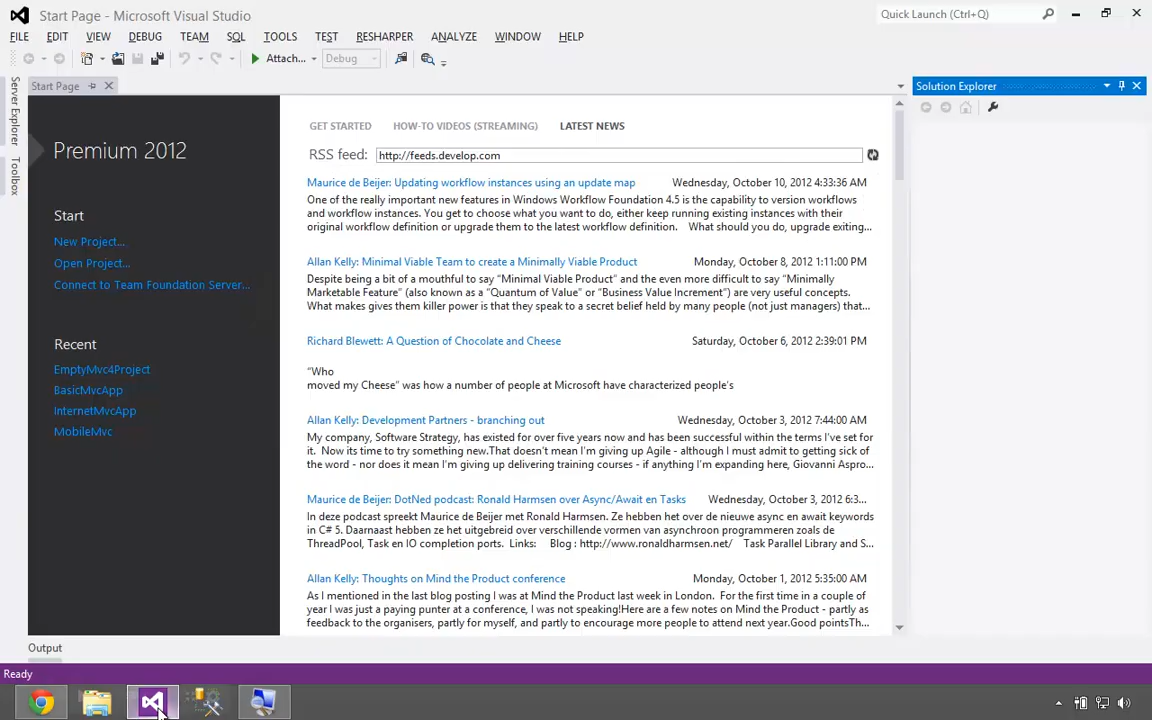 Start Page - Microsoft Visual Studio
Quick Launch (Ctrl+Q)
FILE EDIT VIEW DEBUG TEAM SQL TOOLS TEST RESHARPER ANALYZE WINDOW HELP
Attach... Debug
Server Explorer
Toolbox
Start Page
Premium 2012
Start
New Project...
Open Project...
Connect to Team Foundation Server...
Recent
EmptyMvc4Project
BasicMvcApp
InternetMvcApp
MobileMvc
GET STARTED HOW-TO VIDEOS (STREAMING) LATEST NEWS
RSS feed: http://feeds.develop.com
Maurice de Beijer: Updating workflow instances using an update map Wednesday, October 10, 2012 4:33:36 AM
One of the really important new features in Windows Workflow Foundation 4.5 is the capability to version workflows
and workflow instances. You get to choose what you want to do, either keep running existing instances with their
original workflow definition or upgrade them to the latest workflow definition. What should you do, upgrade exiting...
Allan Kelly: Minimal Viable Team to create a Minimally Viable Product Monday, October 8, 2012 1:11:00 PM
Despite being a bit of a mouthful to say “Minimal Viable Product” and the even more difficult to say “Minimally
Marketable Feature” (also known as a “Quantum of Value” or “Business Value Increment”) are very useful concepts.
What makes gives them killer power is that they speak to a secret belief held by many people (not just managers) that...
Richard Blewett: A Question of Chocolate and Cheese Saturday, October 6, 2012 2:39:01 PM
“Who
moved my Cheese” was how a number of people at Microsoft have characterized people’s
Allan Kelly: Development Partners - branching out Wednesday, October 3, 2012 7:44:00 AM
My company, Software Strategy, has existed for over five years now and has been successful within the terms I’ve set for
it. Now its time to try something new.That doesn’t mean I’m giving up Agile - although I must admit to getting sick of
the word - nor does it mean I’m giving up delivering training courses - if anything I’m expanding here, Giovanni Aspro...
Maurice de Beijer: DotNed podcast: Ronald Harmsen over Async/Await en Tasks Wednesday, October 3, 2012 6:3...
In deze podcast spreekt Maurice de Beijer met Ronald Harmsen. Ze hebben het over de nieuwe async en await keywords
in C# 5. Daarnaast hebben ze het uitgebreid over verschillende vormen van asynchroon programmeren zoals de
ThreadPool, Task en IO completion ports. Links: Blog : http://www.ronaldharmsen.net/ Task Parallel Library and S...
Allan Kelly: Thoughts on Mind the Product conference Monday, October 1, 2012 5:35:00 AM
As I mentioned in the last blog posting I was at Mind the Product last week in London. For the first time in a couple of
year I was just a paying punter at a conference, I was not speaking!Here are a few notes on Mind the Product - partly as
feedback to the organisers, partly for myself, and partly to encourage more people to attend next year.Good pointsTh...
Solution Explorer
Output
Ready